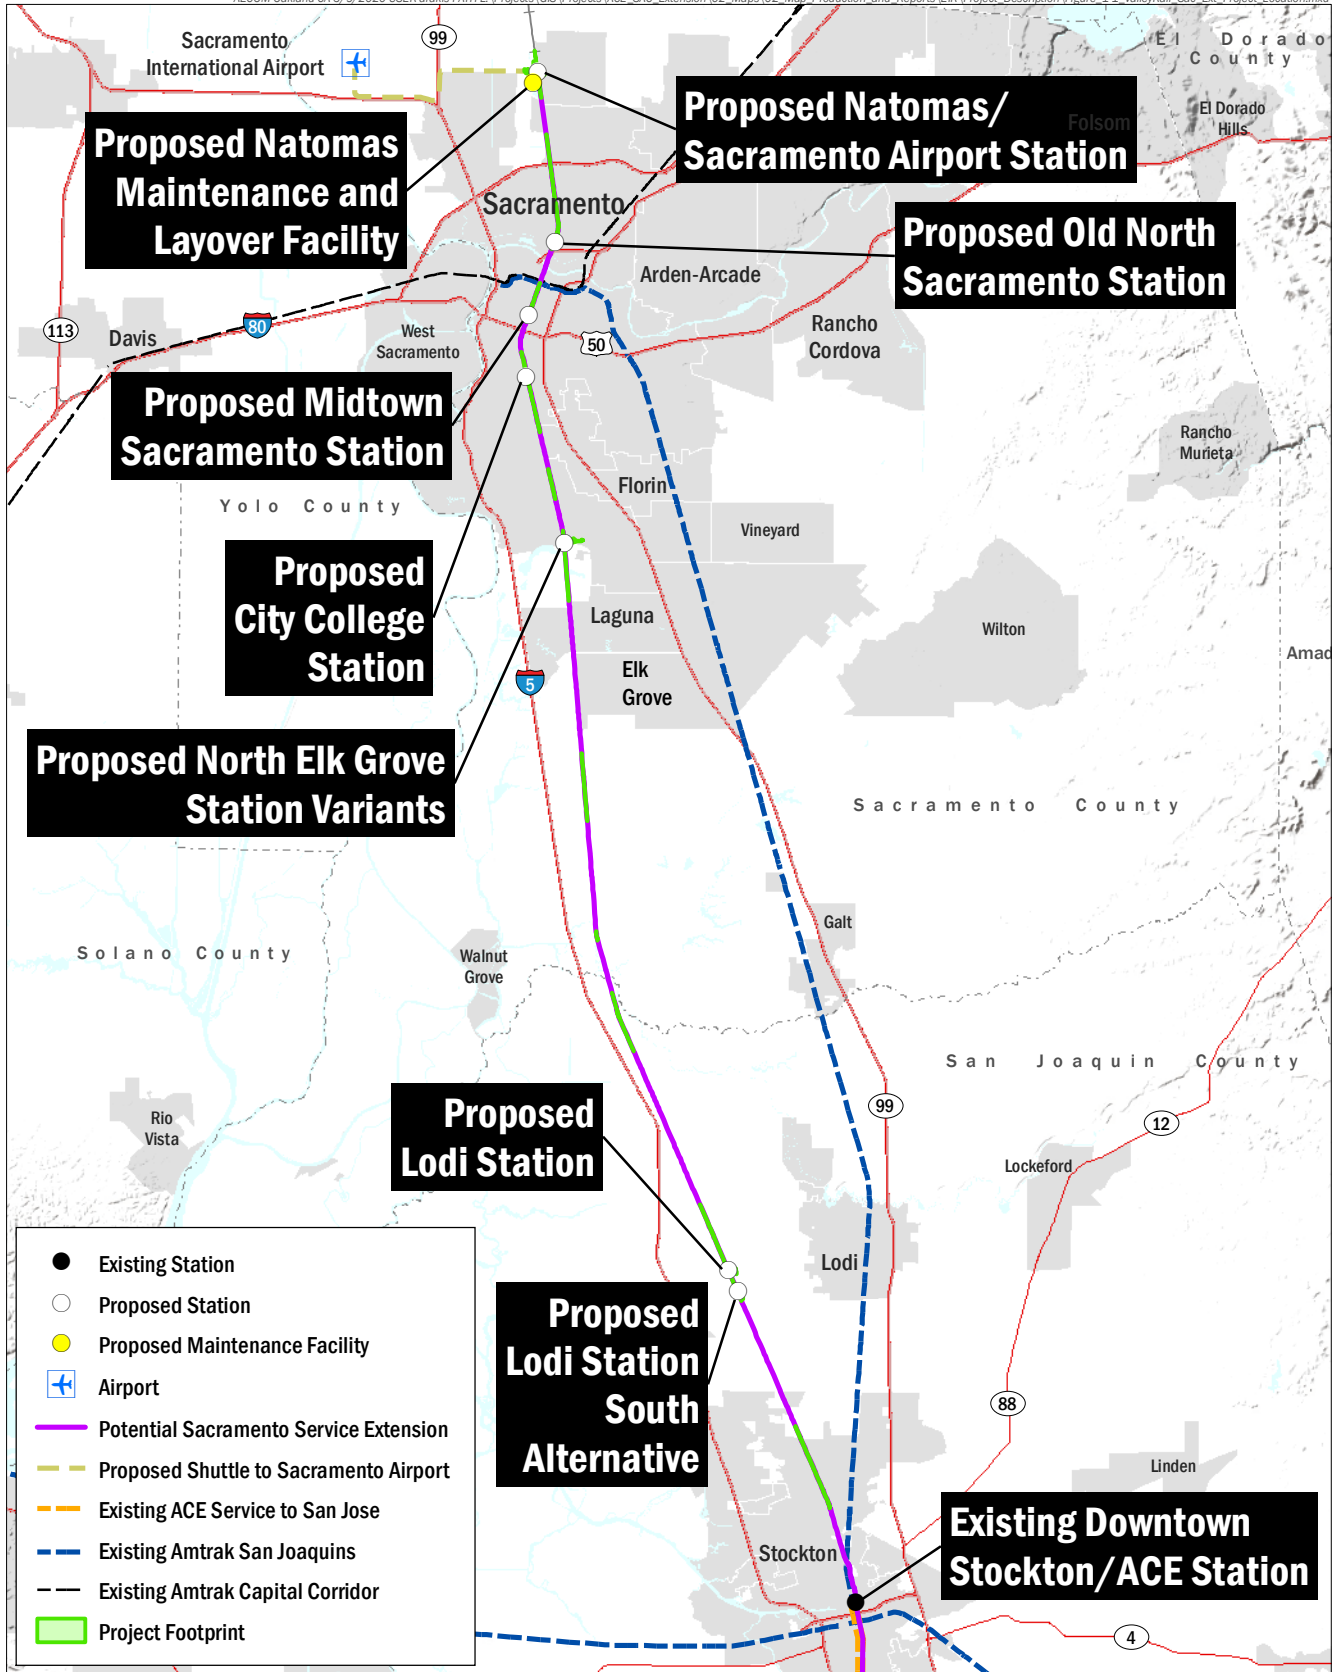 Sacramento
International Airport
99
El Dorado
County
Folsom
El Dorado
Hills
Proposed Natomas
Maintenance and
Layover Facility
Proposed Natomas/
Sacramento Airport Station
Sacramento
Proposed Old North
Sacramento Station
Arden-Arcade
113
Davis
80
West
Sacramento
50
Rancho
Cordova
Proposed Midtown
Sacramento Station
Rancho
Murieta
Yolo County
Florin
Vineyard
Proposed
City College
Station
Laguna
Wilton
Amad
Elk
Grove
5
Proposed North Elk Grove
Station Variants
Sacramento County
Galt
Solano County
Walnut
Grove
San Joaquin County
99
12
Rio
Vista
Proposed
Lodi Station
Lockeford
Lodi
Proposed
Lodi Station
South
Alternative
88
Linden
Stockton
Existing Downtown
Stockton/ACE Station
4
Existing Station
Proposed Station
Proposed Maintenance Facility
Airport
Potential Sacramento Service Extension
Proposed Shuttle to Sacramento Airport
Existing ACE Service to San Jose
Existing Amtrak San Joaquins
Existing Amtrak Capital Corridor
Project Footprint